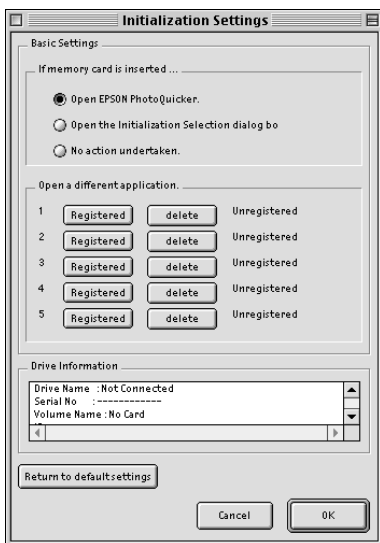 Initialization Settings
Basic Settings
If memory card is inserted ...
Open EPSON PhotoQuicker.
Open the Initialization Selection dialog bo
No action undertaken.
Open a different application.
1 Registered delete Unregistered
2 Registered delete Unregistered
3 Registered delete Unregistered
4 Registered delete Unregistered
5 Registered delete Unregistered
Drive Information
Drive Name :Not Connected
Serial No :------------
Volume Name :No Card
Return to default settings
Cancel OK